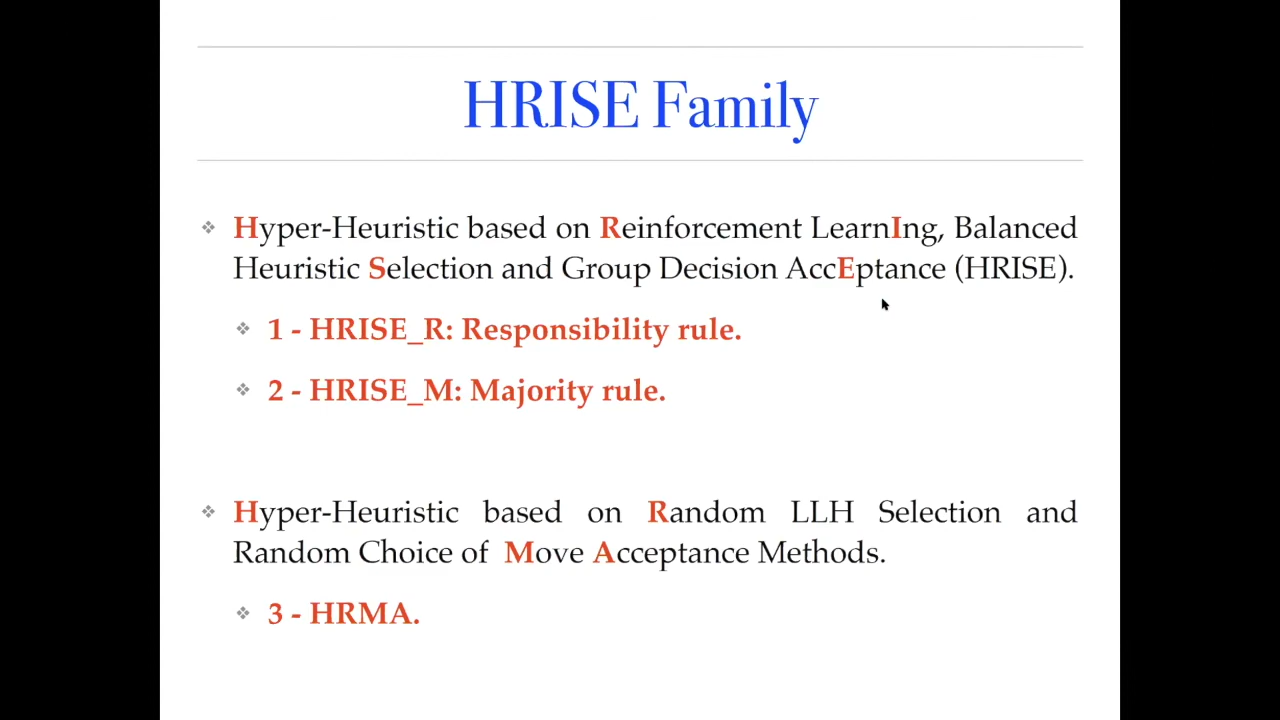 HRISE Family
Hyper-Heuristic based on Reinforcement LearnIng, Balanced
Heuristic Selection and Group Decision AccEptance (HRISE).
1 - HRISE_R: Responsibility rule.
2 - HRISE_M: Majority rule.
Hyper-Heuristic based on Random LLH Selection and
Random Choice of Move Acceptance Methods.
3 - HRMA.